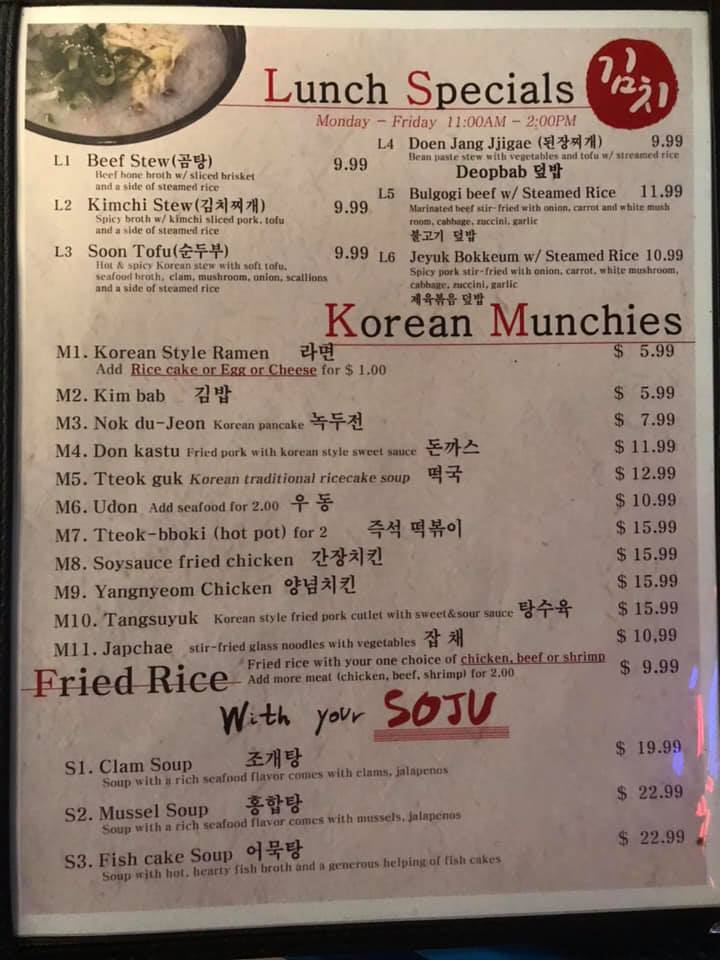 Lunch Specials
김치
Monday - Friday 11:00AM - 2:00PM
L1 Beef Stew(곰탕) 9.99
Beef bone broth w/ sliced brisket
and a side of steamed rice
L2 Kimchi Stew(김치찌개) 9.99
Spicy broth w/ kimchi sliced pork, tofu
and a side of steamed rice
L3 Soon Tofu(순두부) 9.99
Hot & spicy Korean stew with soft tofu,
seafood broth, clam, mushroom, onion, scallions
and a side of steamed rice
L4 Doen Jang Jjigae (된장찌개) 9.99
Bean paste stew with vegetables and tofu w/ streamed rice
Deopbab 덮밥
L5 Bulgogi beef w/ Steamed Rice 11.99
Marinated beef stir-fried with onion, carrot and white mush
room, cabbage, zuccini, garlic
불고기 덮밥
L6 Jeyuk Bokkeum w/ Steamed Rice 10.99
Spicy pork stir-fried with onion, carrot, white mushroom,
cabbage, zuccini, garlic
제육볶음 덮밥
Korean Munchies
M1. Korean Style Ramen 라면 $ 5.99
Add Rice cake or Egg or Cheese for $ 1.00
M2. Kim bab 김밥 $ 5.99
M3. Nok du-Jeon Korean pancake 녹두전 $ 7.99
M4. Don kastu Fried pork with korean style sweet sauce 돈까스 $ 11.99
M5. Tteok guk Korean traditional ricecake soup 떡국 $ 12.99
M6. Udon Add seafood for 2.00 우 동 $ 10.99
M7. Tteok-bboki (hot pot) for 2 즉석 떡볶이 $ 15.99
M8. Soysauce fried chicken 간장치킨 $ 15.99
M9. Yangnyeom Chicken 양념치킨 $ 15.99
M10. Tangsuyuk Korean style fried pork cutlet with sweet&sour sauce 탕수육 $ 15.99
M11. Japchae stir-fried glass noodles with vegetables 잡 채 $ 10,99
Fried Rice Fried rice with your one choice of chicken, beef or shrimp $ 9.99
Add more meat (chicken, beef, shrimp) for 2.00
With your SOJU
S1. Clam Soup 조개탕 $ 19.99
Soup with a rich seafood flavor comes with clams, jalapenos
S2. Mussel Soup 홍합탕 $ 22.99
Soup with a rich seafood flavor comes with mussels, jalapenos
S3. Fish cake Soup 어묵탕 $ 22.99
Soup with hot, hearty fish broth and a generous helping of fish cakes